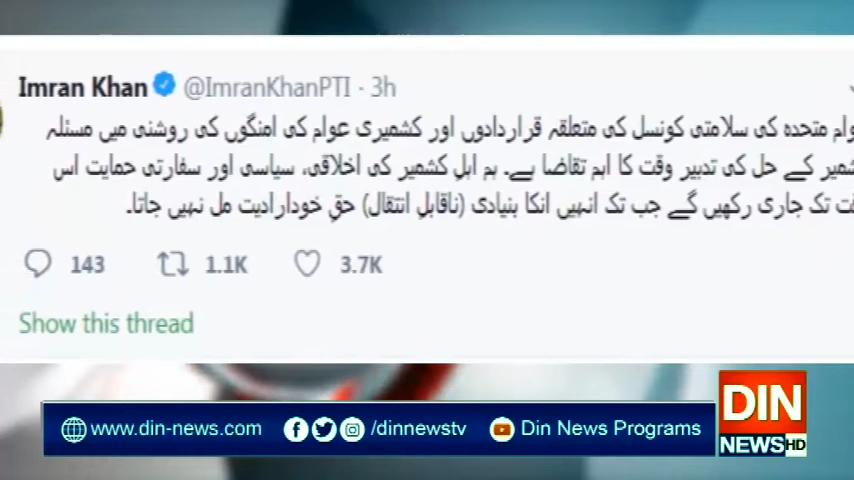 Imran Khan @ImranKhanPTI · 3h
متحدہ کی سلامتی کونسل کی متعلقہ قراردادوں اور کشمیری عوام کی امنگوں کی روشنی میں مسئلہ
کے حل کی تدبیر وقت کا اہم تقاضا ہے۔ ہم اہلِ کشمیر کی اخلاقی، سیاسی اور سفارتی حمایت اس
تک جاری رکھیں گے جب تک انہیں انکا بنیادی (ناقابلِ انتقال) حقِ خودارادیت مل نہیں جاتا۔
143 1.1K 3.7K
Show this thread
www.din-news.com /dinnewstv Din News Programs
DIN
NEWS HD